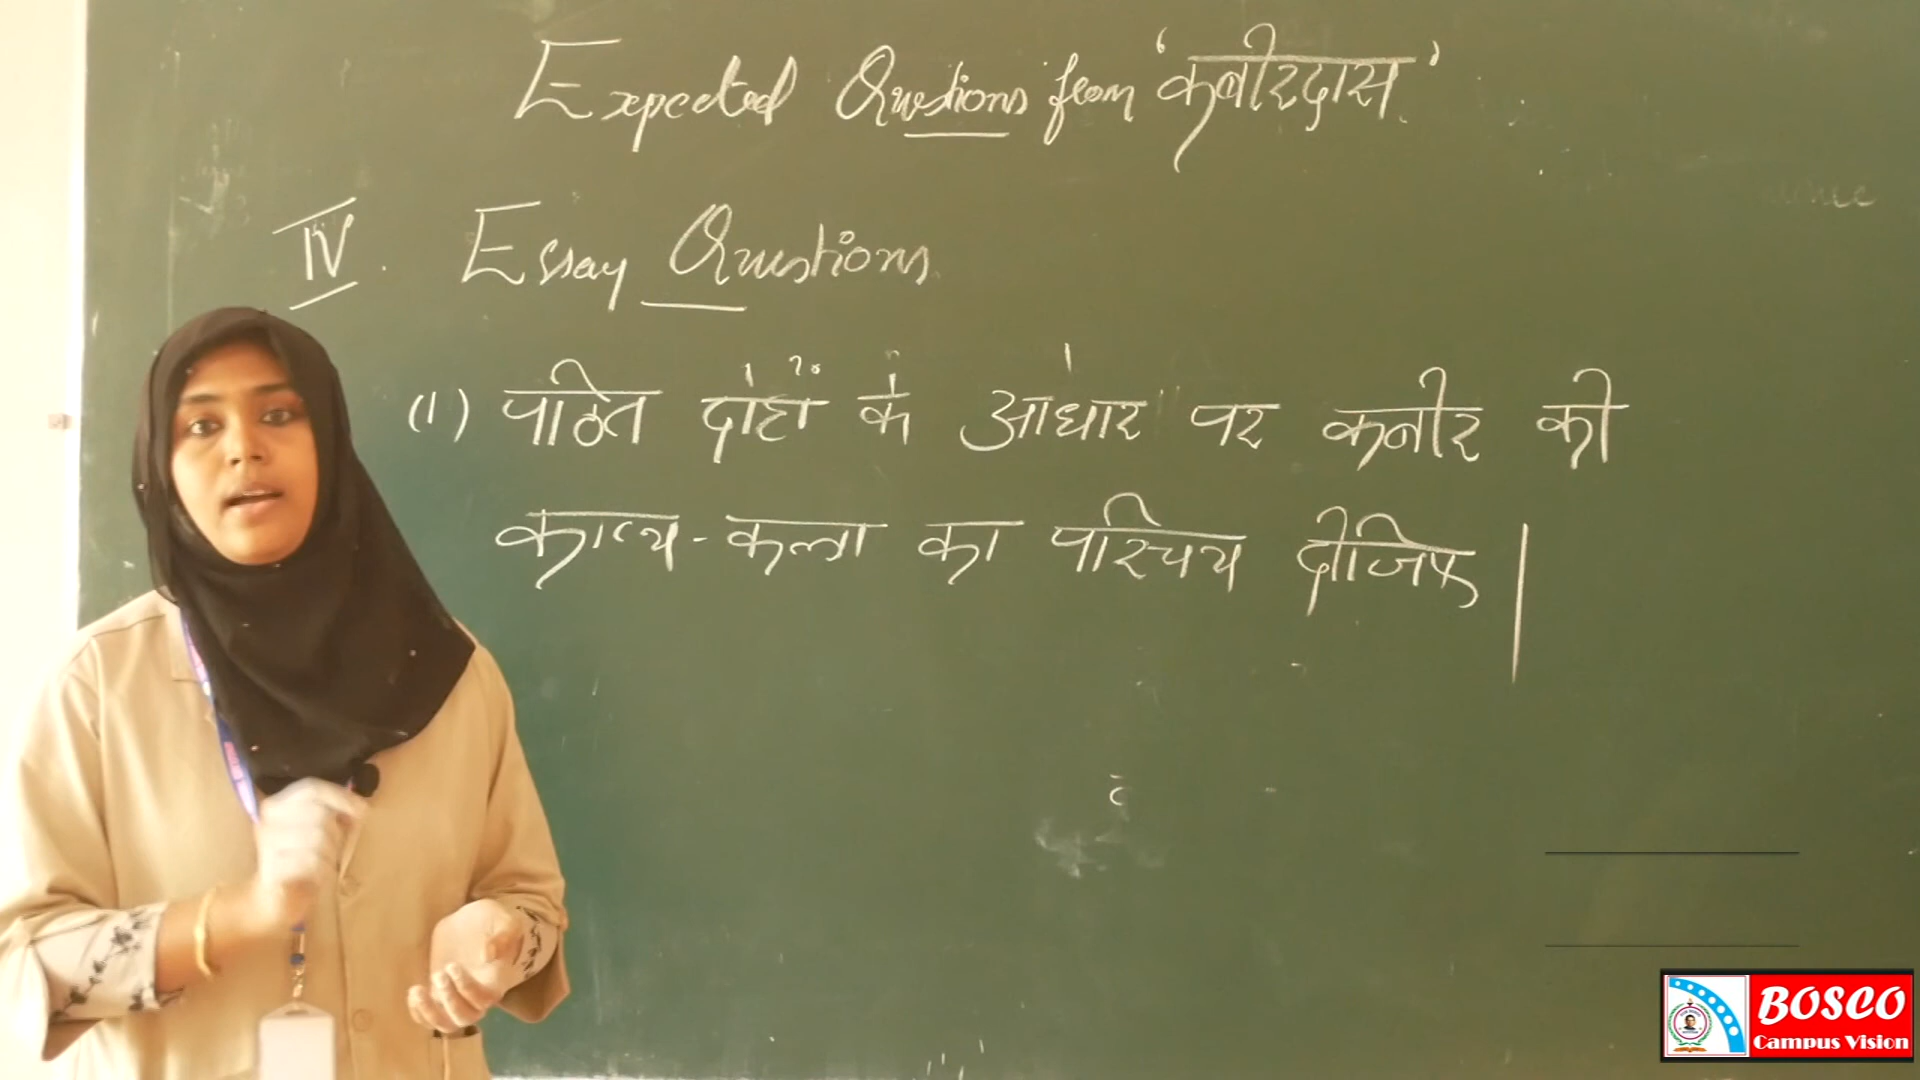 Expected Questions from 'कबीरदास'
IV. Essay Questions
(1) पठित दोहों के आधार पर कबीर की
काव्य-कला का परिचय दीजिए |
BOSCO
Campus Vision